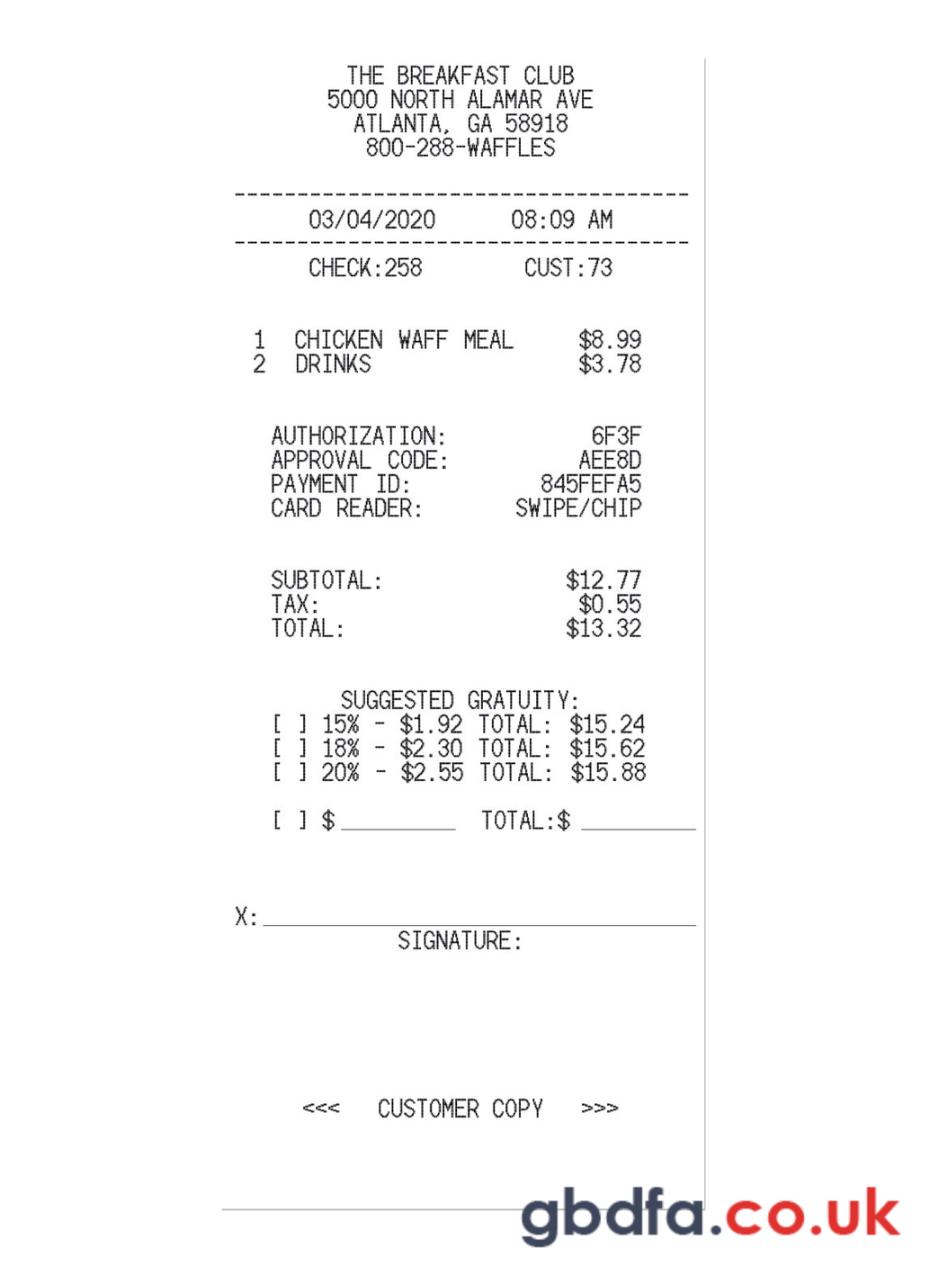 THE BREAKFAST CLUB
5000 NORTH ALAMAR AVE
ATLANTA, GA 58918
800-288-WAFFLES
------------------------------------
03/04/2020 08:09 AM
------------------------------------
CHECK:258 CUST:73
1 CHICKEN WAFF MEAL $8.99
2 DRINKS $3.78
AUTHORIZATION: 6F3F
APPROVAL CODE: AEE8D
PAYMENT ID: 845FEFA5
CARD READER: SWIPE/CHIP
SUBTOTAL: $12.77
TAX: $0.55
TOTAL: $13.32
SUGGESTED GRATUITY:
[ ] 15% - $1.92 TOTAL: $15.24
[ ] 18% - $2.30 TOTAL: $15.62
[ ] 20% - $2.55 TOTAL: $15.88
[ ] $_________ TOTAL:$ _________
X:__________________________________
SIGNATURE:
<<< CUSTOMER COPY >>>
gbdfa.co.uk